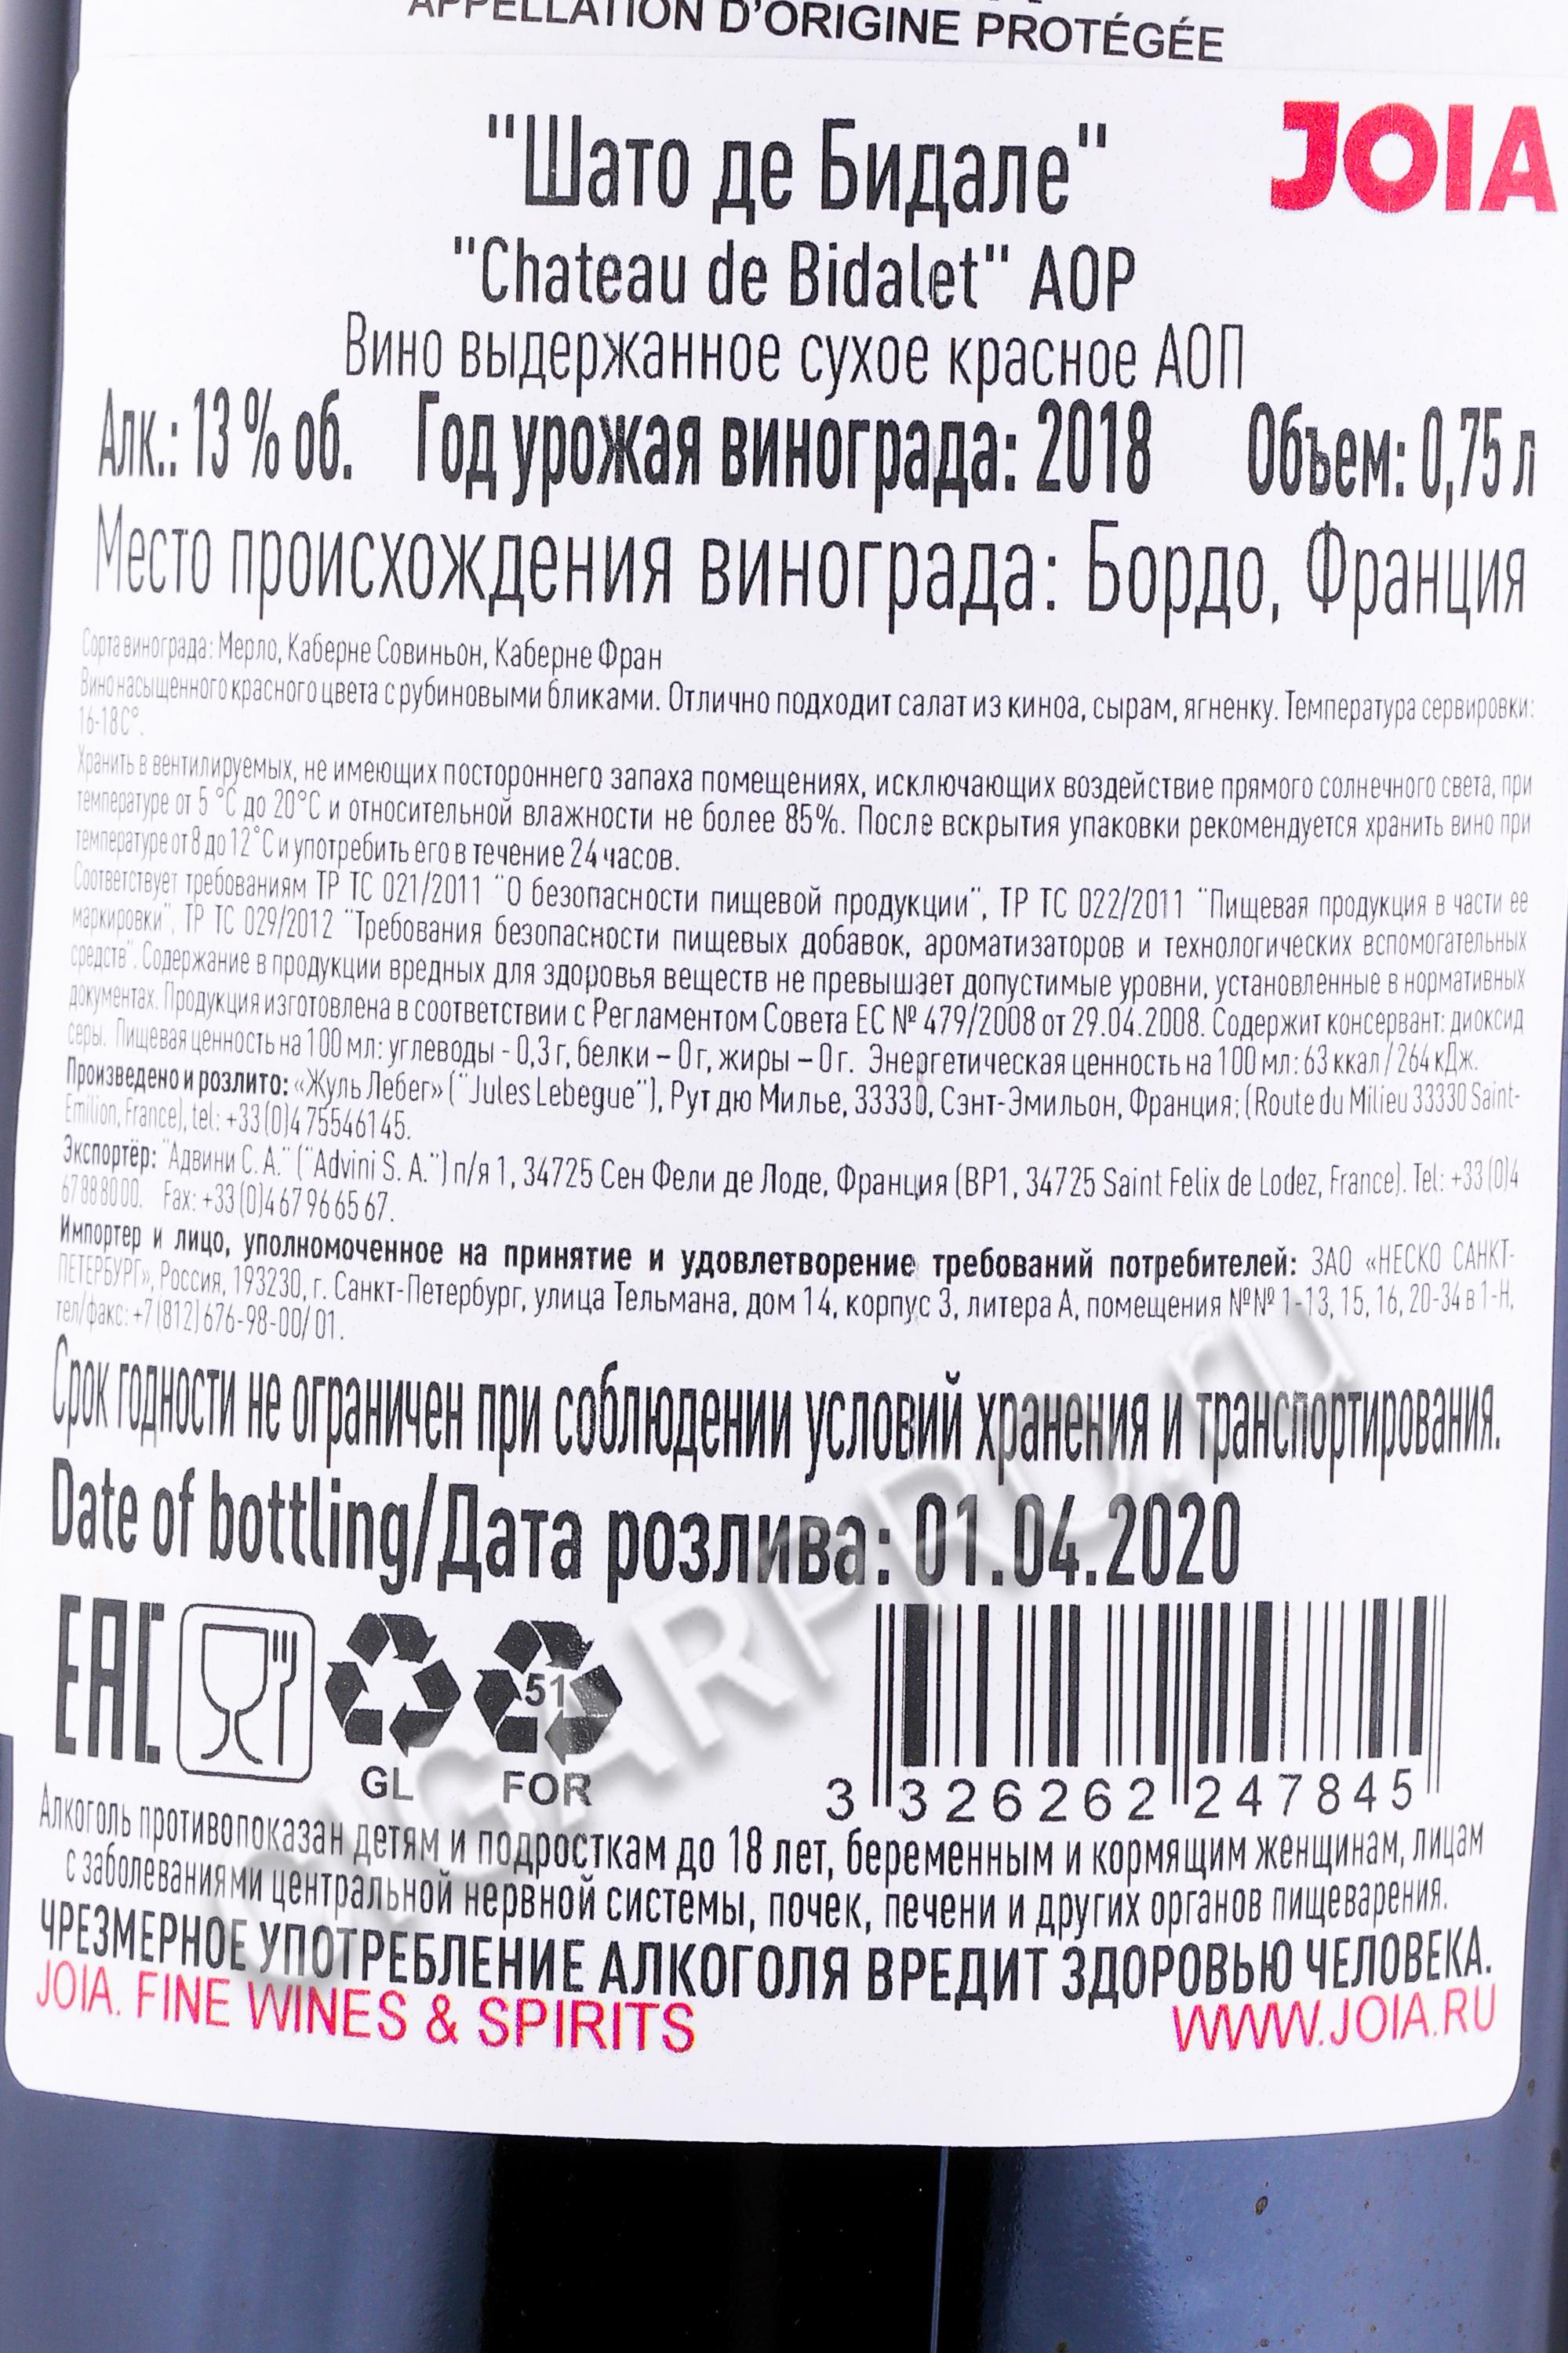 APPELLATION D'ORIGINE PROTÉGÉE
JOIA
"Шато де Бидале"
"Chateau de Bidalet" AOP
Вино выдержанное сухое красное АОП
Алк.: 13 % об. Год урожая винограда: 2018 Объем: 0,75 л
Место происхождения винограда: Бордо, Франция
Сорта винограда: Мерло, Каберне Совиньон, Каберне Фран
Вино насыщенного красного цвета с рубиновыми бликами. Отлично подходит салат из киноа, сырам, ягненку. Температура сервировки:
16-18С°.
Хранить в вентилируемых, не имеющих постороннего запаха помещениях, исключающих воздействие прямого солнечного света, при
температуре от 5 °C до 20°C и относительной влажности не более 85%. После вскрытия упаковки рекомендуется хранить вино при
температуре от 8 до 12˚С и употребить его в течение 24 часов.
Соответствует требованиям ТР ТС 021/2011 "О безопасности пищевой продукции", ТР ТС 022/2011 "Пищевая продукция в части ее
маркировки", ТР ТС 029/2012 "Требования безопасности пищевых добавок, ароматизаторов и технологических вспомогательных
средств". Содержание в продукции вредных для здоровья веществ не превышает допустимые уровни, установленные в нормативных
документах. Продукция изготовлена в соответствии с Регламентом Совета ЕС № 479/2008 от 29.04.2008. Содержит консервант: диоксид
серы. Пищевая ценность на 100 мл: углеводы - 0,3 г, белки – 0 г, жиры – 0 г. Энергетическая ценность на 100 мл: 63 ккал / 264 кДж.
Произведено и розлито: «Жуль Лебег» ("Jules Lebegue"), Рут дю Милье, 33330, Сэнт-Эмильон, Франция; (Route du Milieu 33330 Saint-
Emilion, France), tel: +33 (0)4 75546145.
Экспортёр: "Адвини С. А." ("Advini S. A.") п/я 1, 34725 Сен Фели де Лоде, Франция (BP1, 34725 Saint Felix de Lodez, France). Tel: +33 (0)4
67 88 80 00. Fax: +33 (0)4 67 96 65 67.
Импортер и лицо, уполномоченное на принятие и удовлетворение требований потребителей: ЗАО «НЕСКО САНКТ-
ПЕТЕРБУРГ», Россия, 193230, г. Санкт-Петербург, улица Тельмана, дом 14, корпус 3, литера А, помещения №№ 1-13, 15, 16, 20-34 в 1-Н,
тел/факс: +7 (812) 676-98-00/ 01.
Срок годности не ограничен при соблюдении условий хранения и транспортирования.
Date of bottling/Дата розлива: 01.04.2020
EAC
51
GL FOR
3 326262 247845
Алкоголь противопоказан детям и подросткам до 18 лет, беременным и кормящим женщинам, лицам
с заболеваниями центральной нервной системы, почек, печени и других органов пищеварения.
ЧРЕЗМЕРНОЕ УПОТРЕБЛЕНИЕ АЛКОГОЛЯ ВРЕДИТ ЗДОРОВЬЮ ЧЕЛОВЕКА.
JOIA. FINE WINES & SPIRITS WWW.JOIA.RU
CIGARPRO.ru